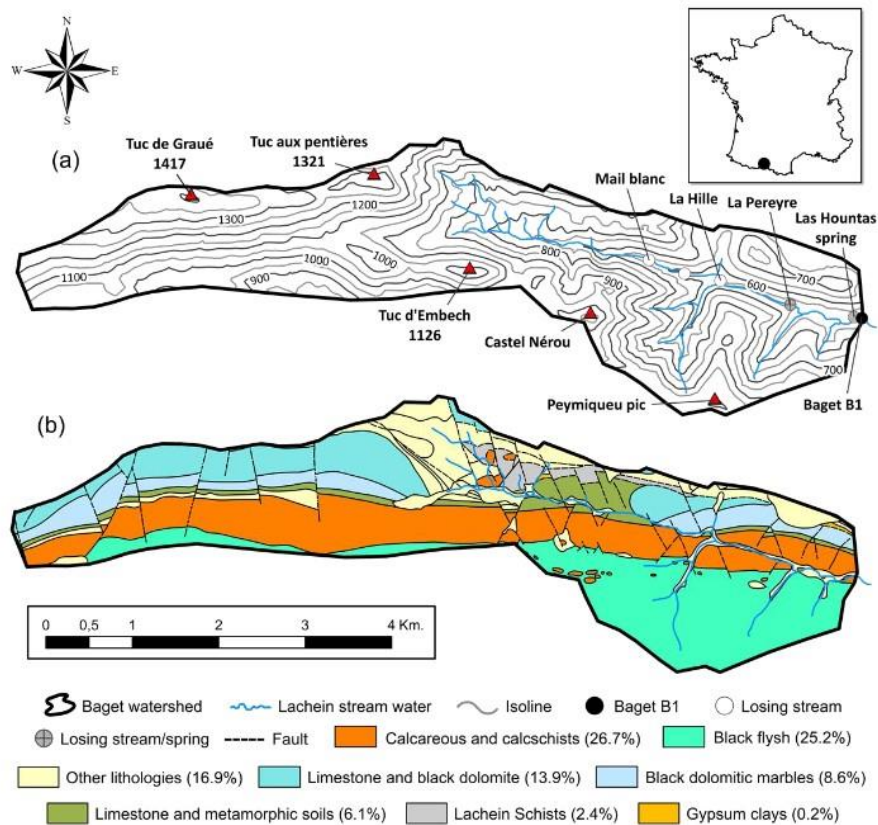 N
W E
S
(a)
Tuc de Graué
1417
Tuc aux pentières
1321
Mail blanc
La Hille
La Pereyre
Las Hountas
spring
1300
1200
1100
1000
900
1000
800
900
600
700
700
Tuc d'Embech
1126
Castel Nérou
Peymiqueu pic
Baget B1
(b)
0 0,5 1 2 3 4 Km.
Baget watershed Lachein stream water Isoline Baget B1 Losing stream
Losing stream/spring Fault Calcareous and calcschists (26.7%) Black flysh (25.2%)
Other lithologies (16.9%) Limestone and black dolomite (13.9%) Black dolomitic marbles (8.6%)
Limestone and metamorphic soils (6.1%) Lachein Schists (2.4%) Gypsum clays (0.2%)